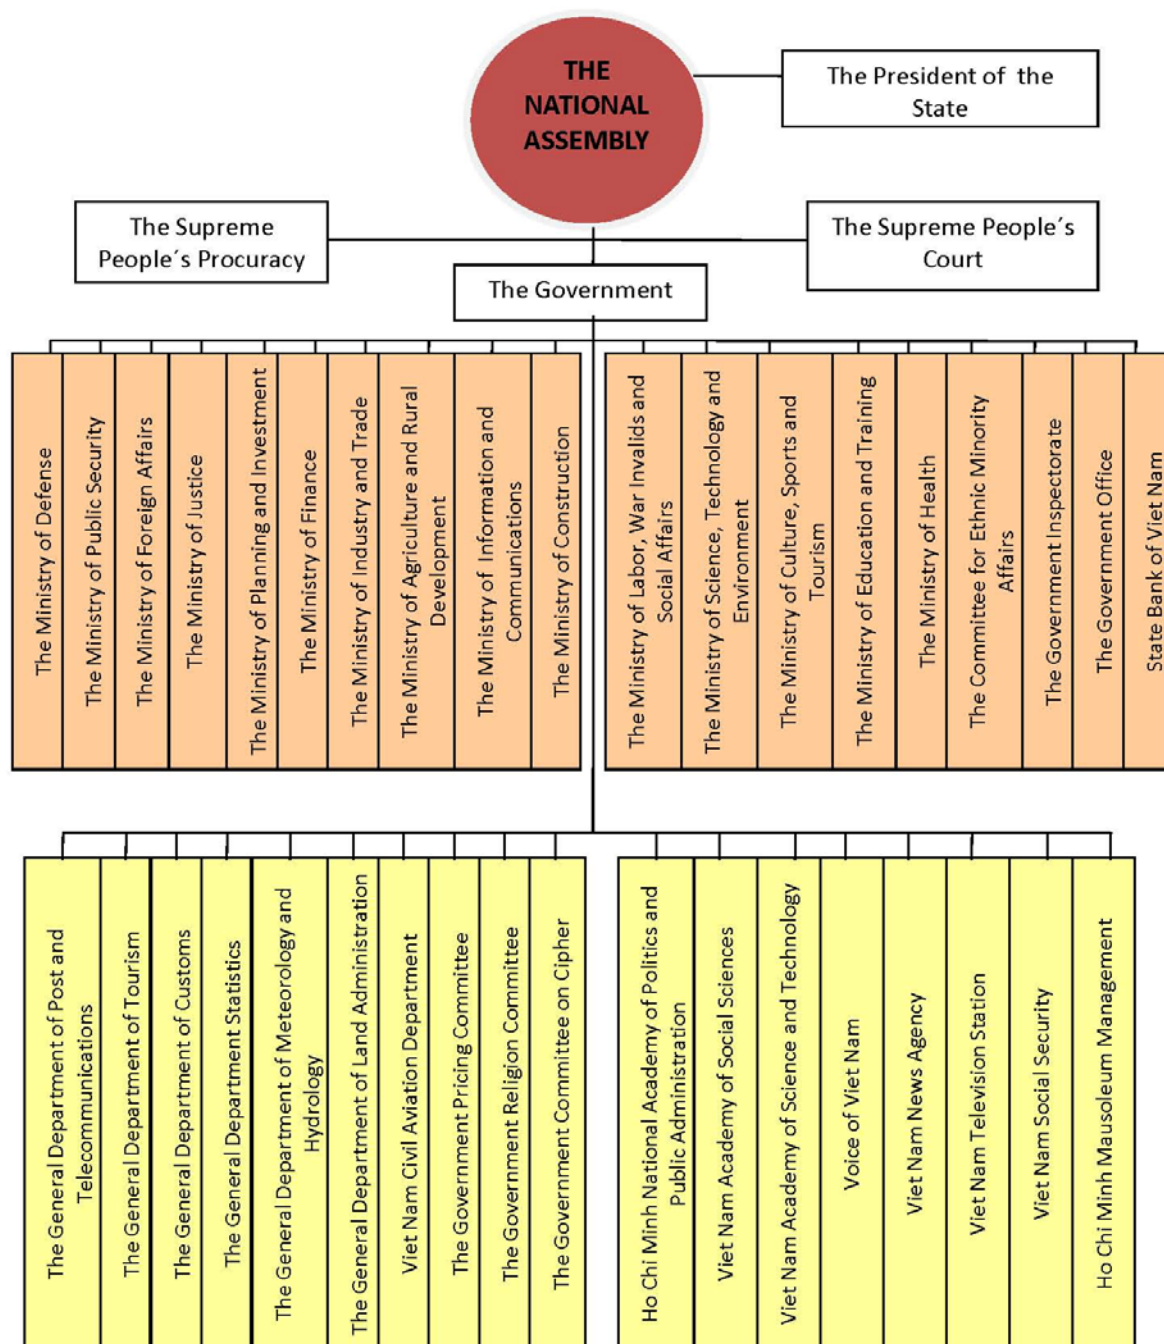 THE
NATIONAL
ASSEMBLY
The President of the
State
The Supreme
People´s Procuracy
The Supreme People´s
Court
The Government
The Ministry of Defense
The Ministry of Public Security
The Ministry of Foreign Affairs
The Ministry of Justice
The Ministry of Planning and Investment
The Ministry of Finance
The Ministry of Industry and Trade
The Ministry of Agriculture and Rural
Development
The Ministry of Information and
Communications
The Ministry of Construction
The Ministry of Labor, War Invalids and
Social Affairs
The Ministry of Science, Technology and
Environment
The Ministry of Culture, Sports and
Tourism
The Ministry of Education and Training
The Ministry of Health
The Committee for Ethnic Minority
Affairs
The Government Inspectorate
The Government Office
State Bank of Viet Nam
The General Department of Post and
Telecommunications
The General Department of Tourism
The General Department of Customs
The General Department Statistics
The General Department of Meteorology and
Hydrology
The General Department of Land Administration
Viet Nam Civil Aviation Department
The Government Pricing Committee
The Government Religion Committee
The Government Committee on Cipher
Ho Chi Minh National Academy of Politics and
Public Administration
Viet Nam Academy of Social Sciences
Viet Nam Academy of Science and Technology
Voice of Viet Nam
Viet Nam News Agency
Viet Nam Television Station
Viet Nam Social Security
Ho Chi Minh Mausoleum Management